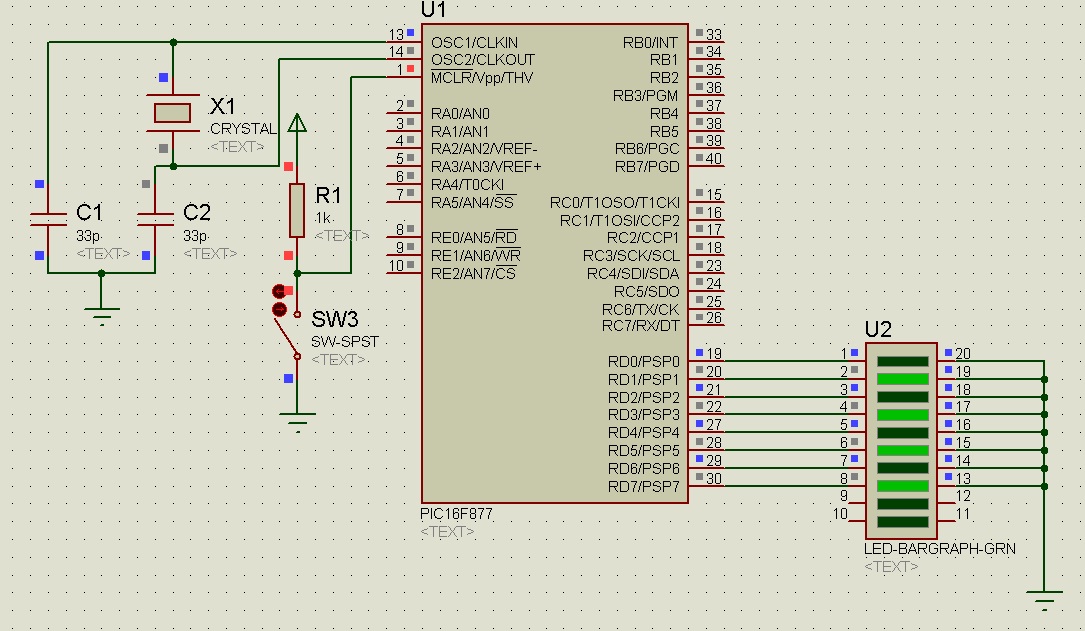 U1
13 OSC1/CLKIN RB0/INT 33
14 OSC2/CLKOUT RB1 34
1 MCLR/Vpp/THV RB2 35
RB3/PGM 36
2 RA0/AN0 RB4 37
3 RA1/AN1 RB5 38
4 RA2/AN2/VREF- RB6/PGC 39
5 RA3/AN3/VREF+ RB7/PGD 40
6 RA4/T0CKI
7 RA5/AN4/SS RC0/T1OSO/T1CKI 15
RC1/T1OSI/CCP2 16
8 RE0/AN5/RD RC2/CCP1 17
9 RE1/AN6/WR RC3/SCK/SCL 18
10 RE2/AN7/CS RC4/SDI/SDA 23
RC5/SDO 24
RC6/TX/CK 25
RC7/RX/DT 26
RD0/PSP0 19
RD1/PSP1 20
RD2/PSP2 21
RD3/PSP3 22
RD4/PSP4 27
RD5/PSP5 28
RD6/PSP6 29
RD7/PSP7 30
PIC16F877
<TEXT>
X1
CRYSTAL
<TEXT>
C1
33p
<TEXT>
C2
33p
<TEXT>
R1
1k
<TEXT>
SW3
SW-SPST
<TEXT>
U2
1 20
2 19
3 18
4 17
5 16
6 15
7 14
8 13
9 12
10 11
LED-BARGRAPH-GRN
<TEXT>